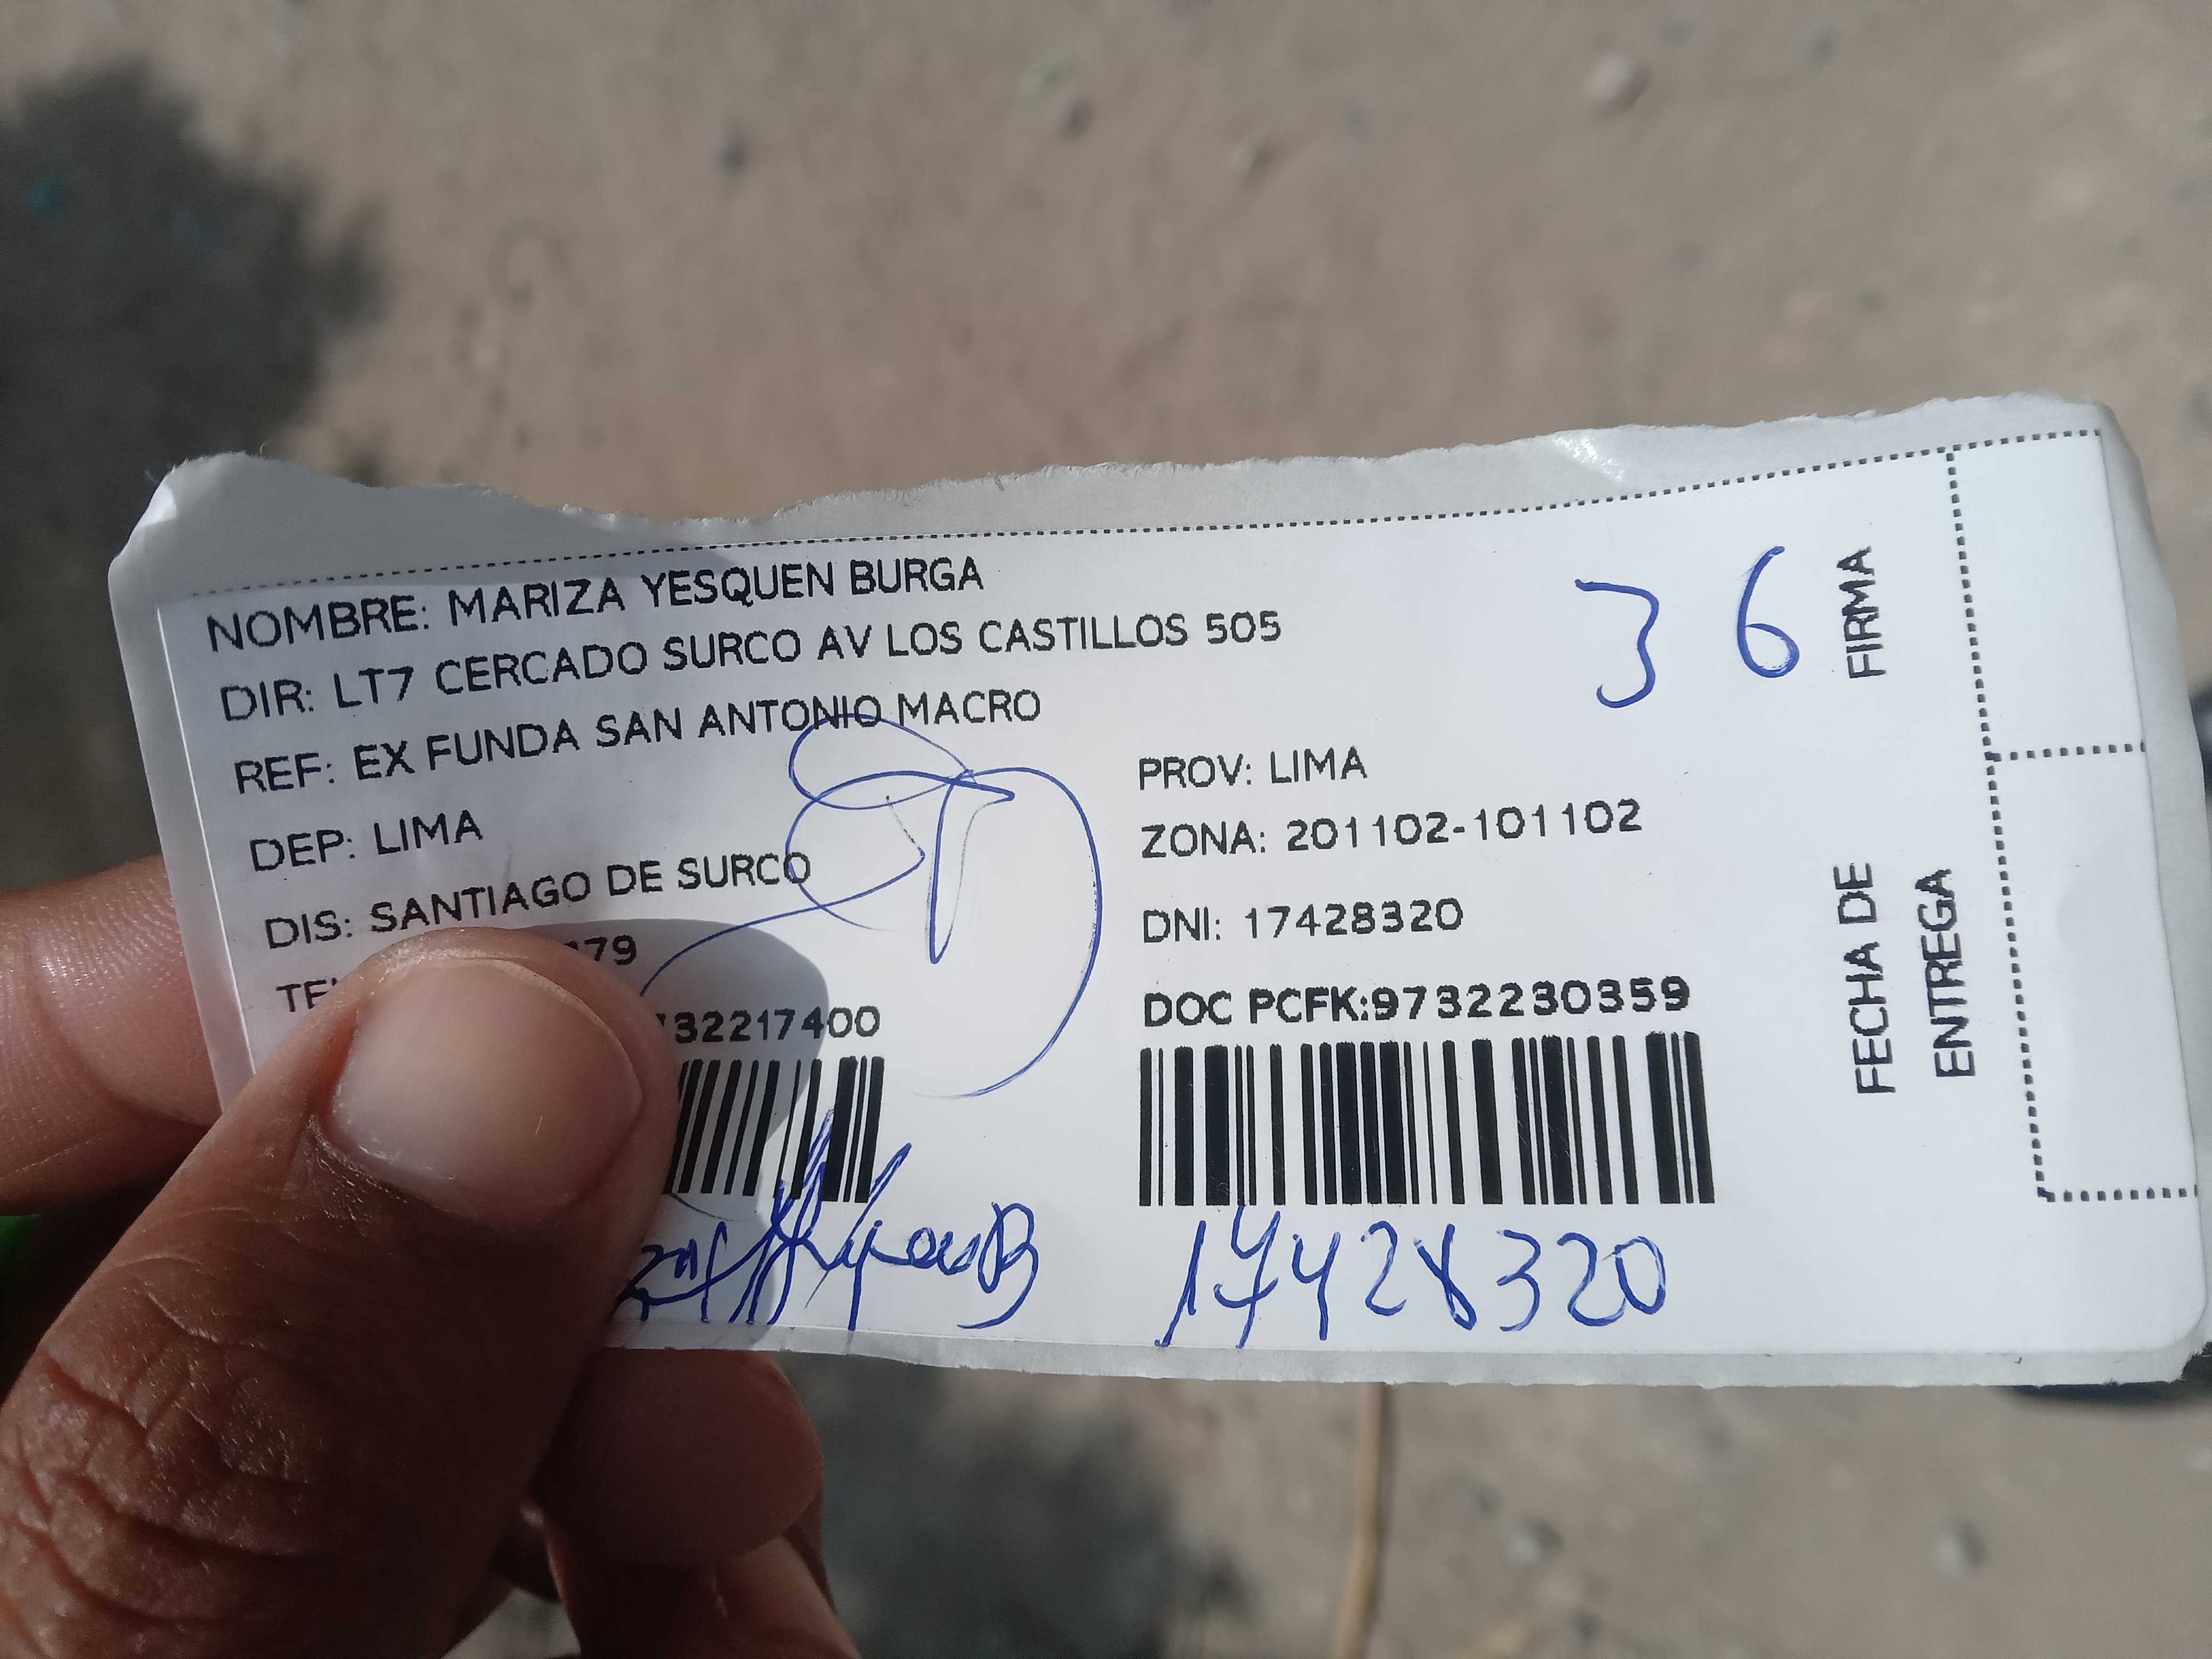 NOMBRE: MARIZA YESQUEN BURGA
DIR: LT7 CERCADO SURCO AV LOS CASTILLOS 505
REF: EX FUNDA SAN ANTONIO MACRO
DEP: LIMA
PROV: LIMA
ZONA: 201102-101102
DIS: SANTIAGO DE SURCO
DNI: 17428320
79
32217400
DOC PCFK:9732230359
17428320
36
FIRMA
FECHA DE
ENTREGA